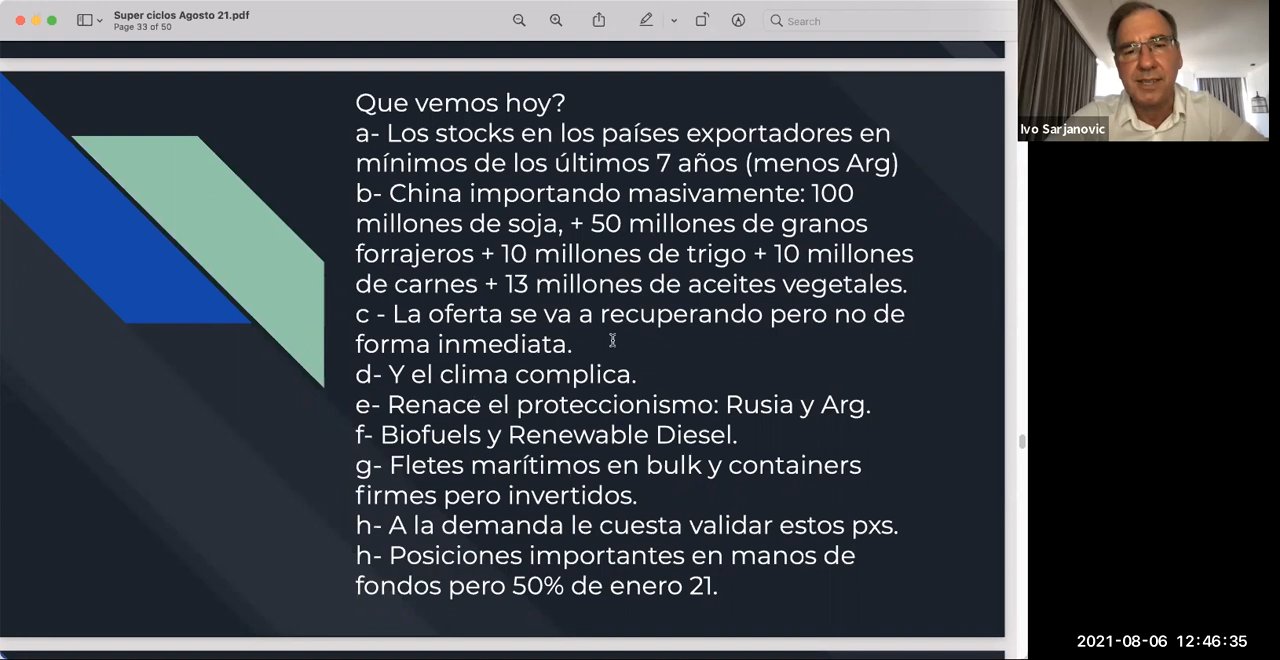 Super ciclos Agosto 21.pdf
Page 33 of 50
Search
Ivo Sarjanovic
Que vemos hoy?
a- Los stocks en los países exportadores en
mínimos de los últimos 7 años (menos Arg)
b- China importando masivamente: 100
millones de soja, + 50 millones de granos
forrajeros + 10 millones de trigo + 10 millones
de carnes + 13 millones de aceites vegetales.
c - La oferta se va a recuperando pero no de
forma inmediata.
d- Y el clima complica.
e- Renace el proteccionismo: Rusia y Arg.
f- Biofuels y Renewable Diesel.
g- Fletes marítimos en bulk y containers
firmes pero invertidos.
h- A la demanda le cuesta validar estos pxs.
h- Posiciones importantes en manos de
fondos pero 50% de enero 21.
2021-08-06 12:46:35